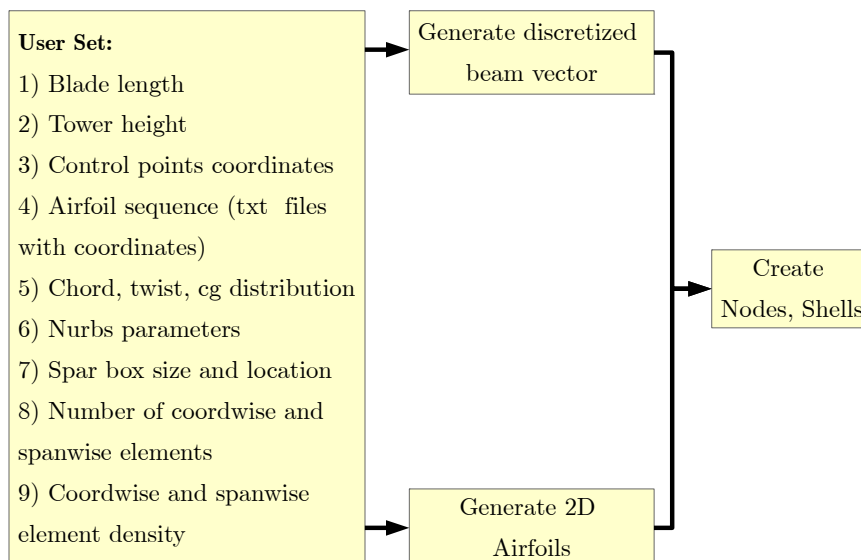 User Set:
1) Blade length
2) Tower height
3) Control points coordinates
4) Airfoil sequence (txt files
with coordinates)
5) Chord, twist, cg distribution
6) Nurbs parameters
7) Spar box size and location
8) Number of coordwise and
spanwise elements
9) Coordwise and spanwise
element density
Generate discretized
beam vector
Generate 2D
Airfoils
Create
Nodes, Shells